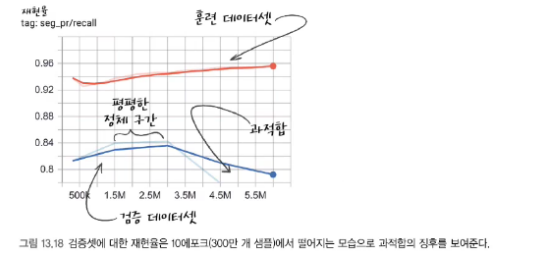 재현율
tag: seg_pr/recall
훈련 데이터셋
0.96
0.92
0.88
0.84
0.8
평평한
정체 구간
과적합
500k 1.5M 2.5M 3.5M 4.5M 5.5M
검증 데이터셋
그림 13.18 검증셋에 대한 재현율은 10에포크(300만 개 샘플)에서 떨어지는 모습으로 과적합의 징후를 보여준다.